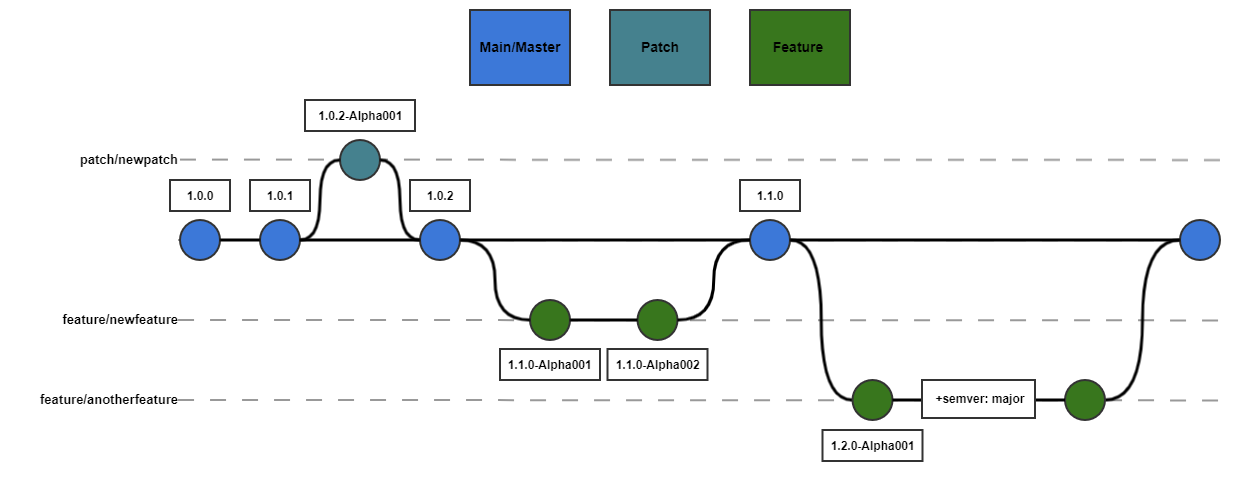 Main/Master
Patch
Feature
1.0.2-Alpha001
patch/newpatch
1.0.0
1.0.1
1.0.2
1.1.0
feature/newfeature
1.1.0-Alpha001
1.1.0-Alpha002
feature/anotherfeature
+semver: major
1.2.0-Alpha001